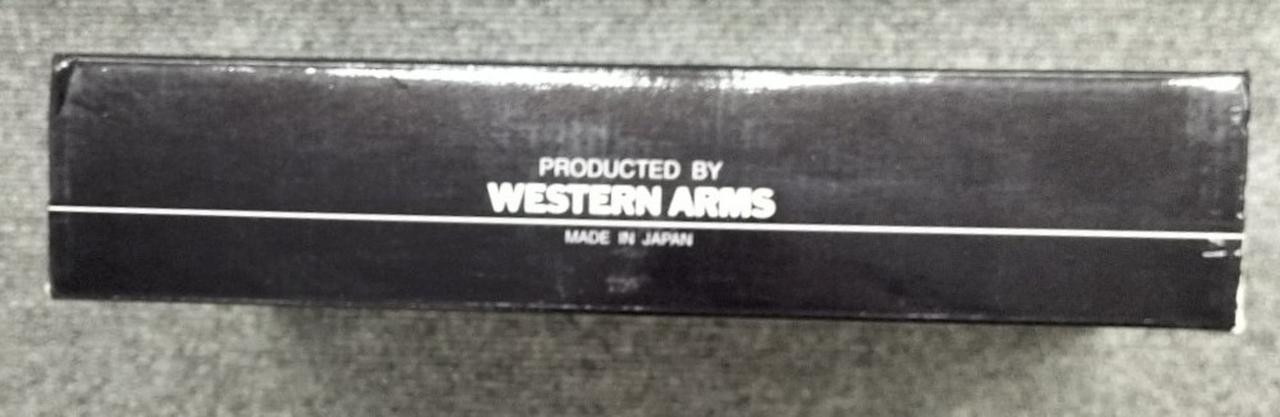 PRODUCTED BY
WESTERN ARMS
MADE IN JAPAN